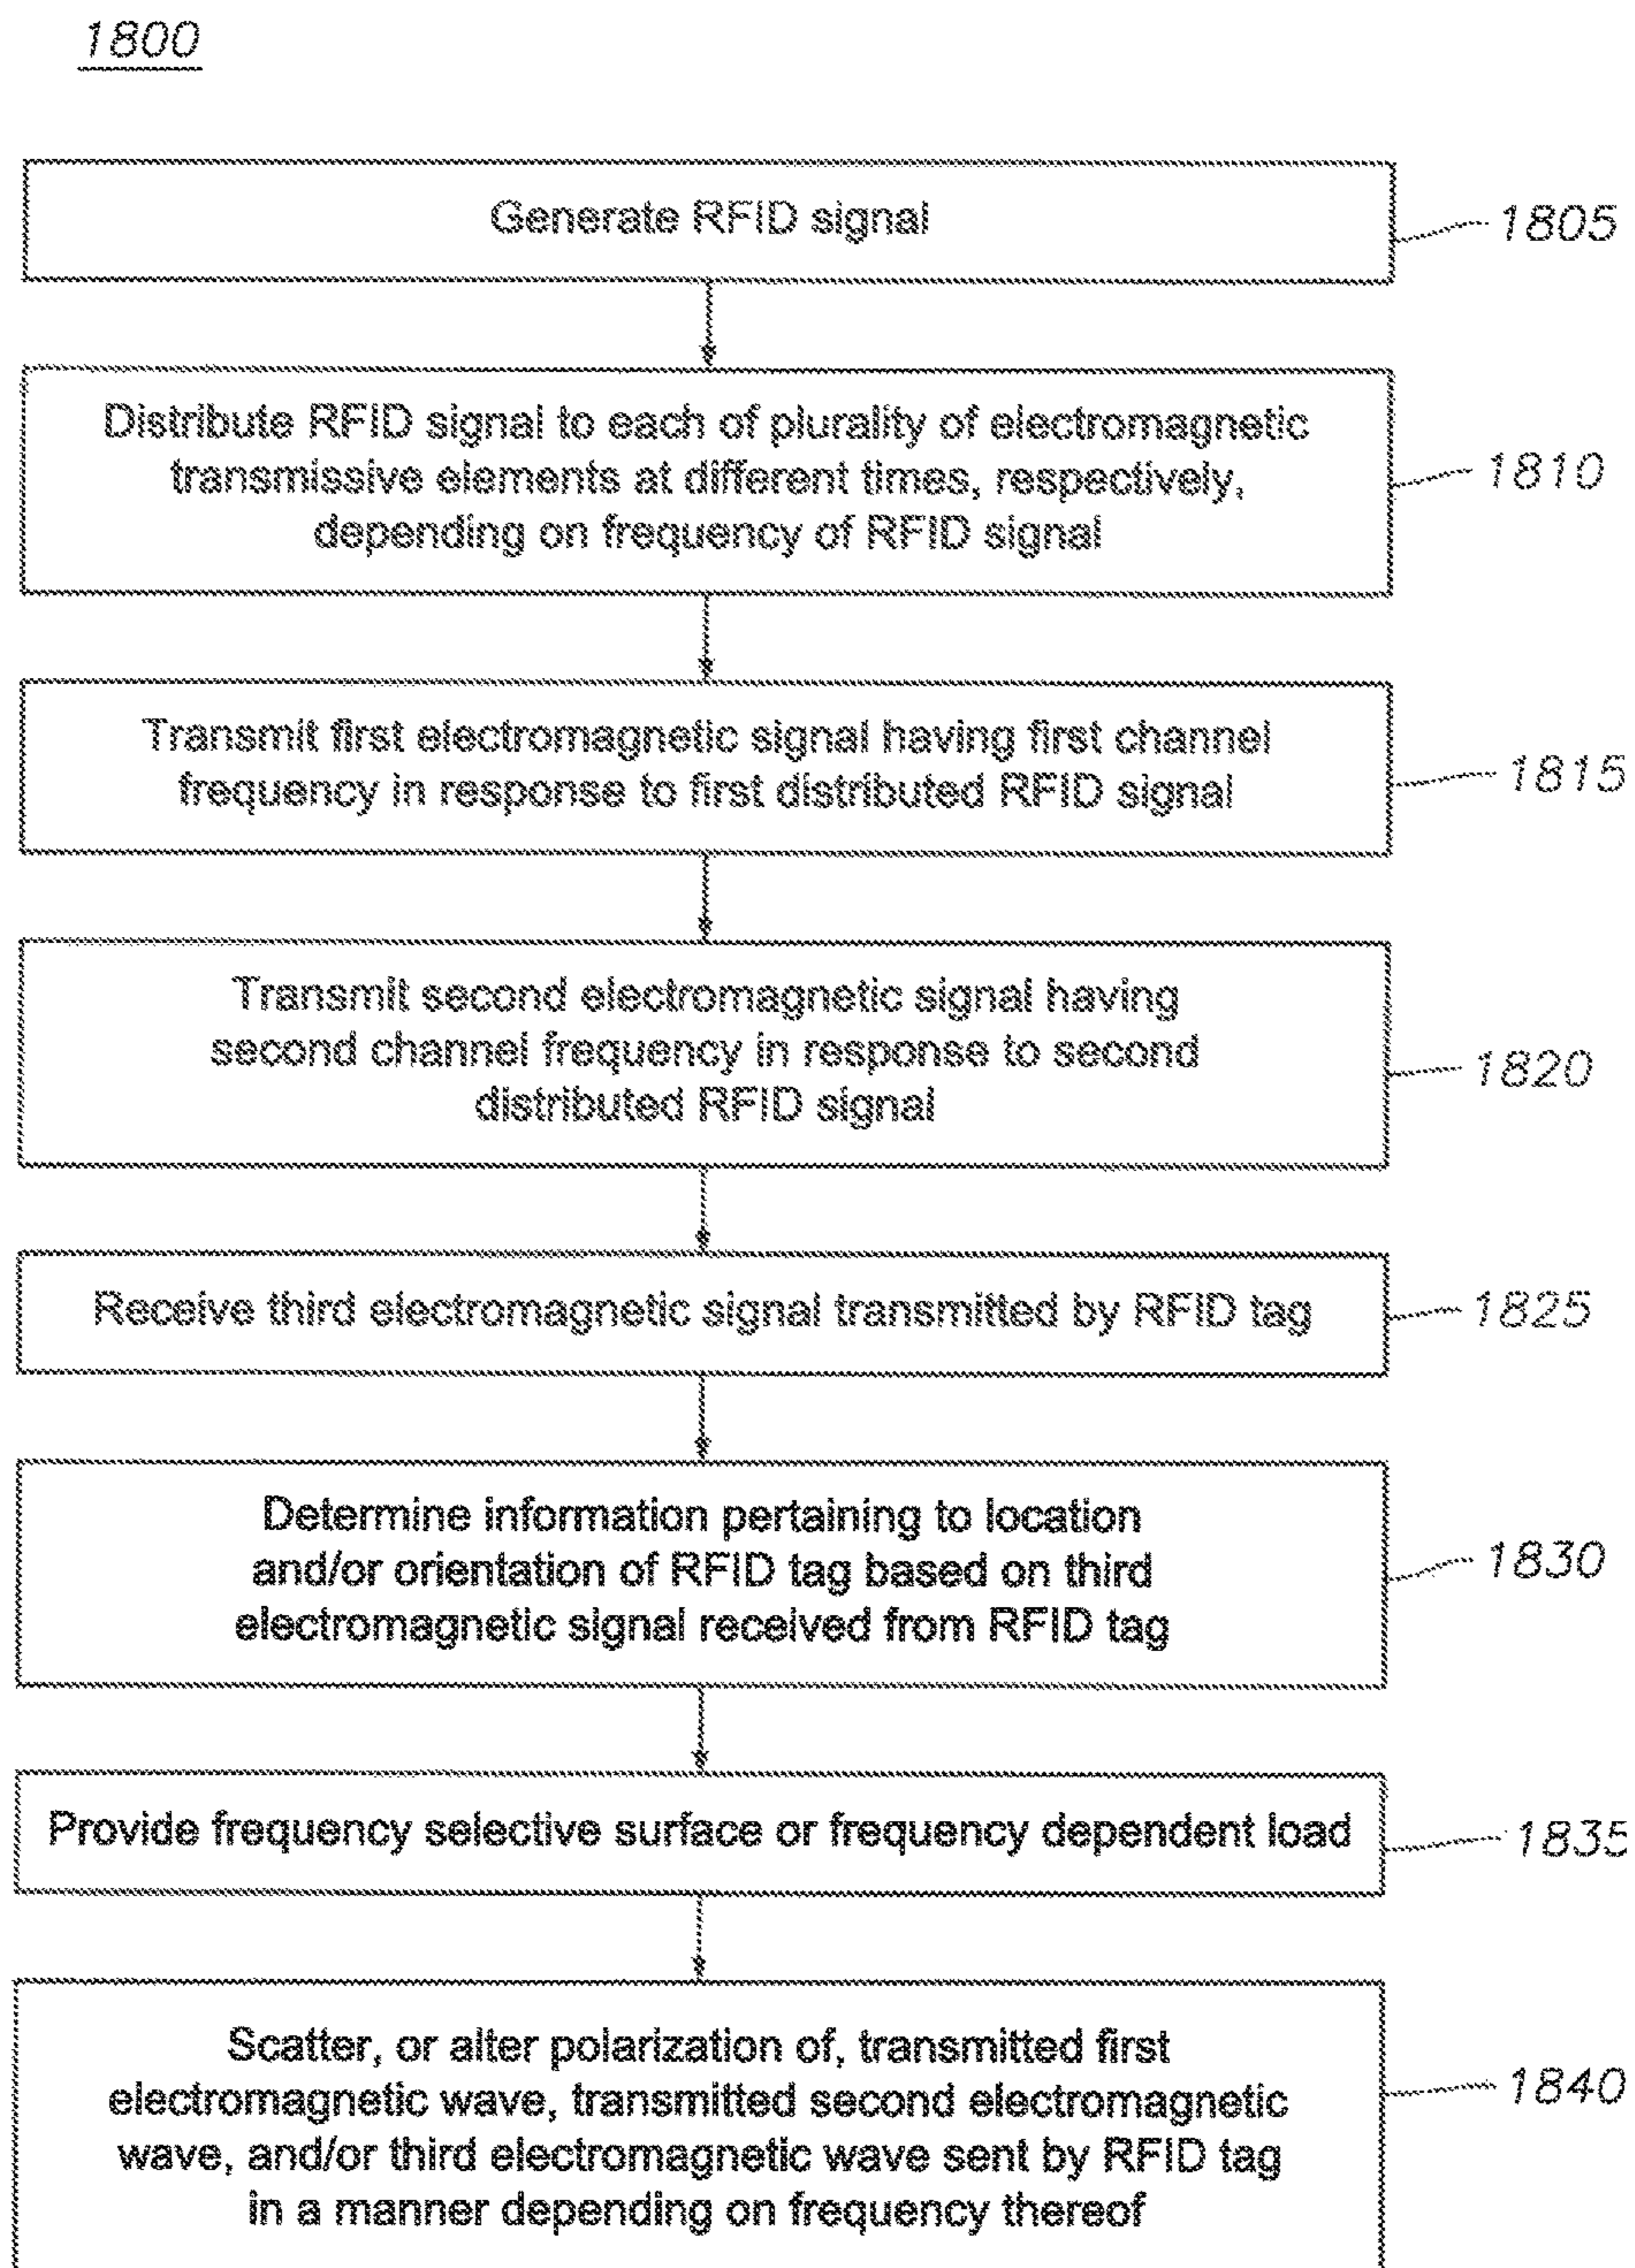 1800
Generate RFID signal
1805
Distribute RFID signal to each of plurality of electromagnetic
transmissive elements at different times, respectively,
depending on frequency of RFID signal
1810
Transmit first electromagnetic signal having first channel
frequency in response to first distributed RFID signal
1815
Transmit second electromagnetic signal having
second channel frequency in response to second
distributed RFID signal
1820
Receive third electromagnetic signal transmitted by RFID tag
1825
Determine information pertaining to location
and/or orientation of RFID tag based on third
electromagnetic signal received from RFID tag
1830
Provide frequency selective surface or frequency dependent load
1835
Scatter, or alter polarization of, transmitted first
electromagnetic wave, transmitted second electromagnetic
wave, and/or third electromagnetic wave sent by RFID tag
in a manner depending on frequency thereof
1840